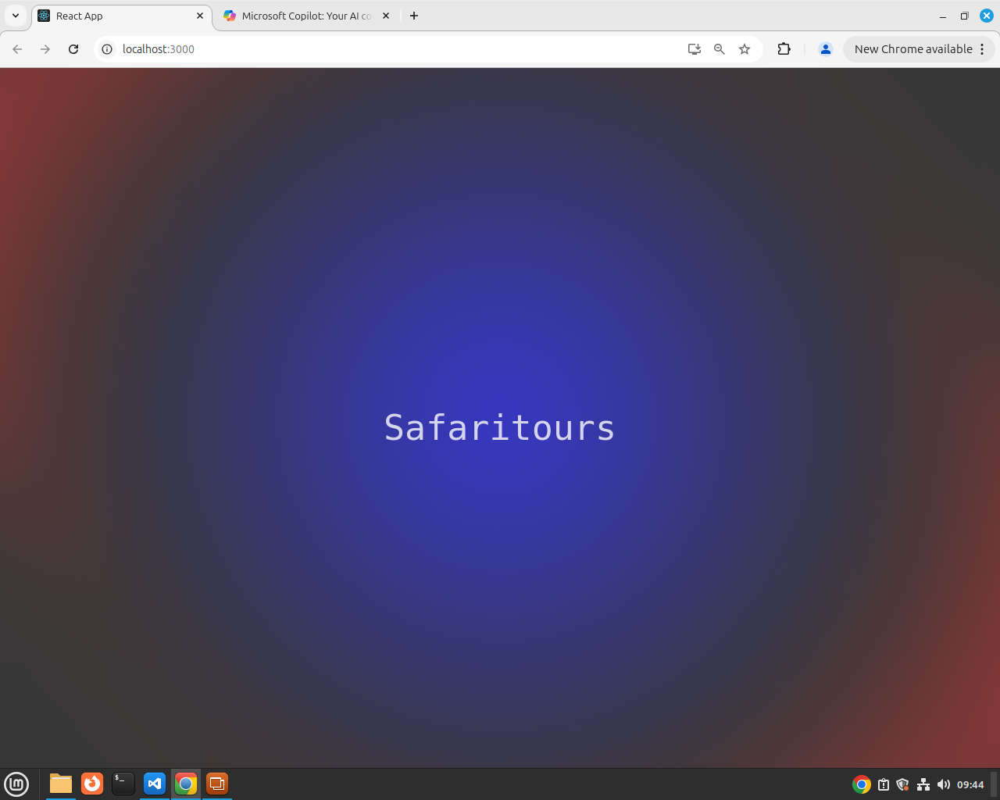 React App
Microsoft Copilot: Your AI co
localhost:3000
New Chrome available
Safaritours
09:44